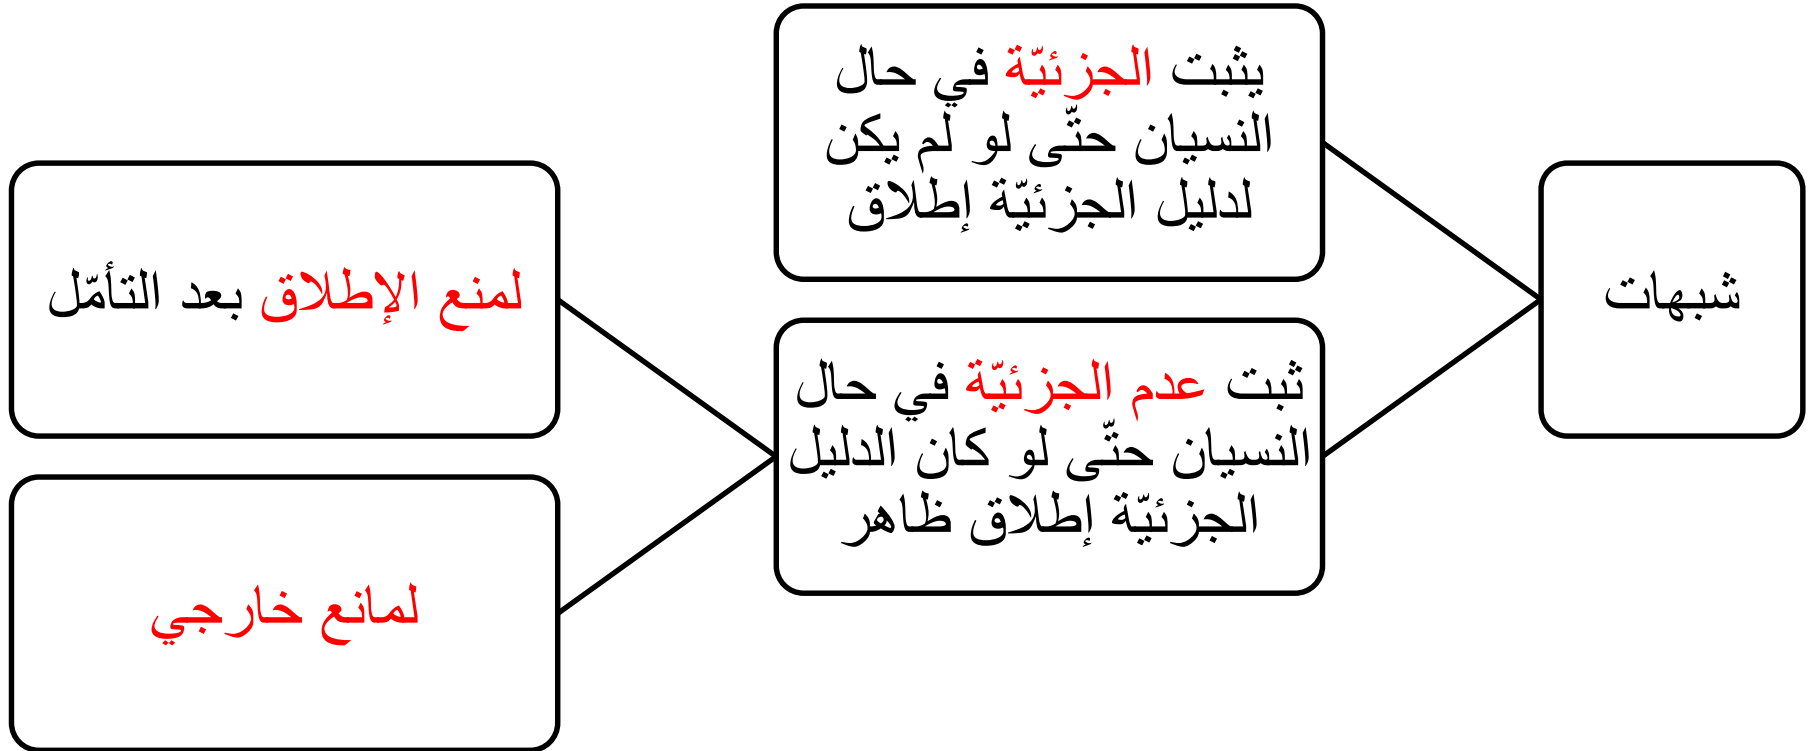 شبهات
يثبت الجزئيّة في حال
النسيان حتّى لو لم يكن
لدليل الجزئيّة إطلاق
ثبت عدم الجزئيّة في حال
النسيان حتّى لو كان الدليل
الجزئيّة إطلاق ظاهر
لمنع الإطلاق بعد التأمّل
لمانع خارجي